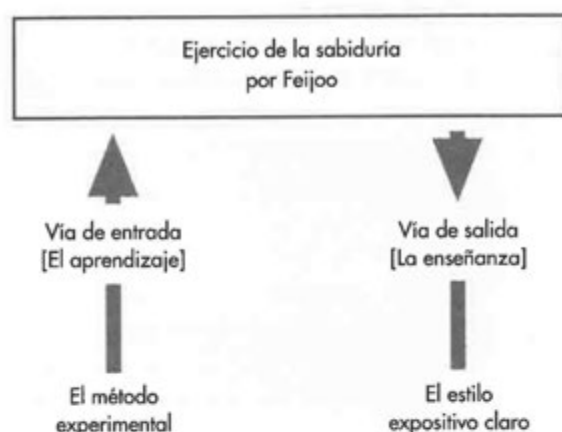 Ejercicio de la sabiduría
por Feijoo
Vía de entrada
[El aprendizaje]
Vía de salida
[La enseñanza]
El método
experimental
El estilo
expositivo claro